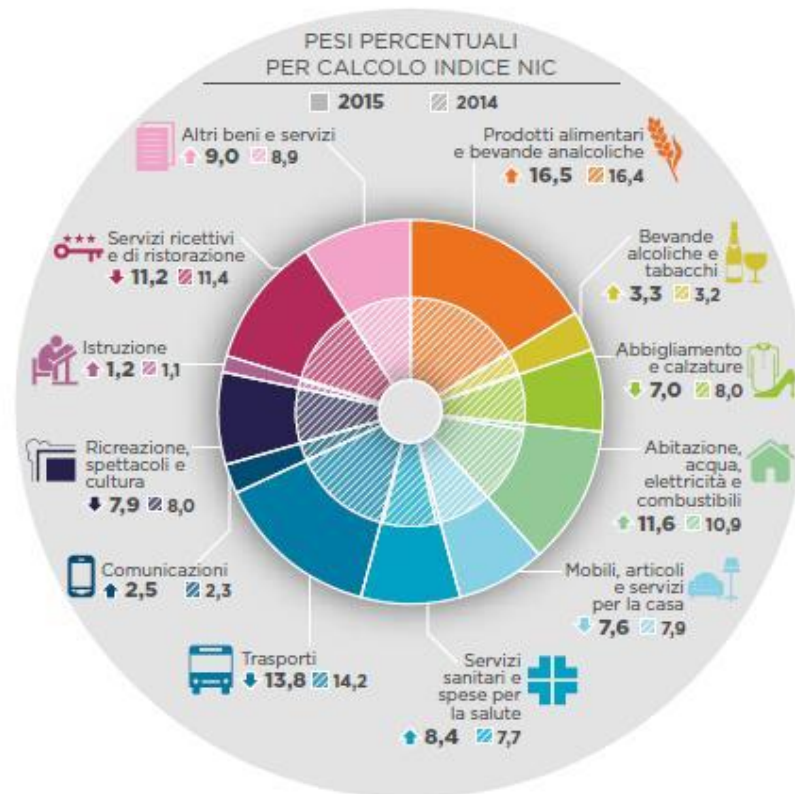 PESI PERCENTUALI
PER CALCOLO INDICE NIC
2015 2014
Altri beni e servizi
9,0 8,9
Prodotti alimentari
e bevande analcoliche
16,5 16,4
Servizi ricettivi
e di ristorazione
11,2 11,4
Bevande
alcoliche e
tabacchi
3,3 3,2
Istruzione
1,2 1,1
Abbigliamento
e calzature
7,0 8,0
Ricreazione,
spettacoli e
cultura
7,9 8,0
Abitazione,
acqua,
elettricità e
combustibili
11,6 10,9
Comunicazioni
2,5 2,3
Mobili, articoli
e servizi
per la casa
7,6 7,9
Trasporti
13,8 14,2
Servizi
sanitari e
spese per
la salute
8,4 7,7